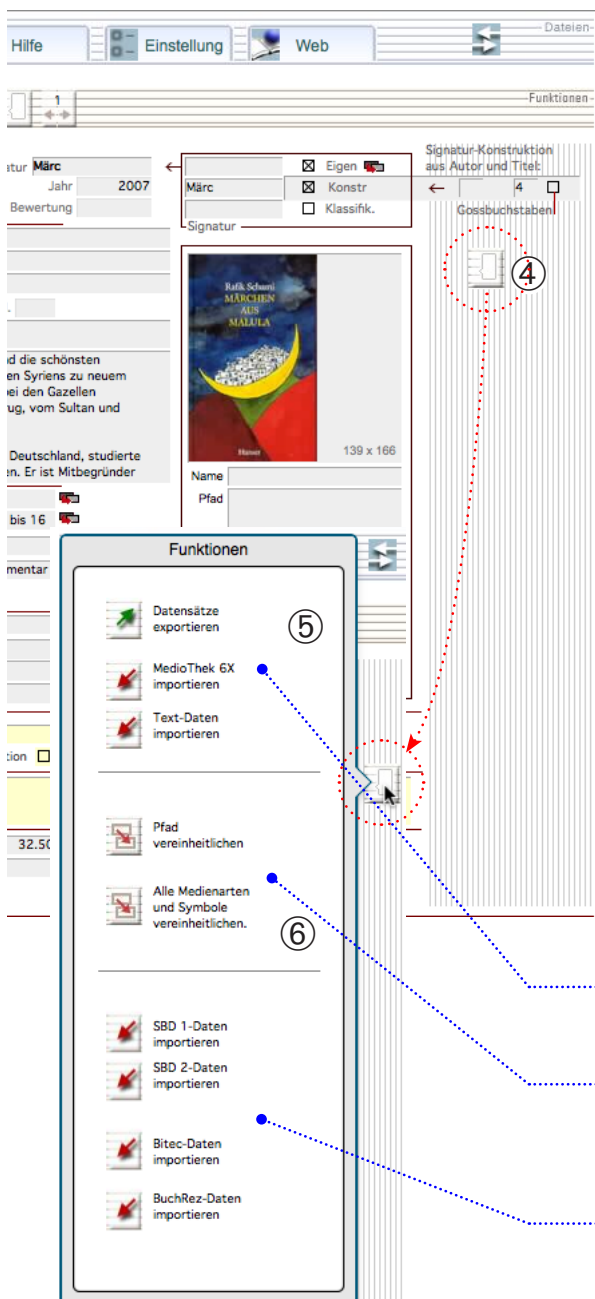 Dateien
Hilfe
Einstellung
Web
Funktionen
1
Signatur-Konstruktion
aus Autor und Titel:
atur Märc
Eigen
Jahr 2007
Märc
Konstr
4
Bewertung
Klassifik.
Gossbuchstaben
Signatur
④
Rafik Schami
MÄRCHEN
AUS
MALULA
Hanser
139 x 166
nd die schönsten
en Syriens zu neuem
bei den Gazellen
rug, vom Sultan und
Deutschland, studierte
en. Er ist Mitbegründer
Name
Pfad
bis 16
mentar
tion
32.50
Funktionen
⑤
Datensätze
exportieren
MedioThek 6X
importieren
Text-Daten
importieren
Pfad
vereinheitlichen
Alle Medienarten
und Symbole
vereinheitlichen.
⑥
SBD 1-Daten
importieren
SBD 2-Daten
importieren
Bitec-Daten
importieren
BuchRez-Daten
importieren